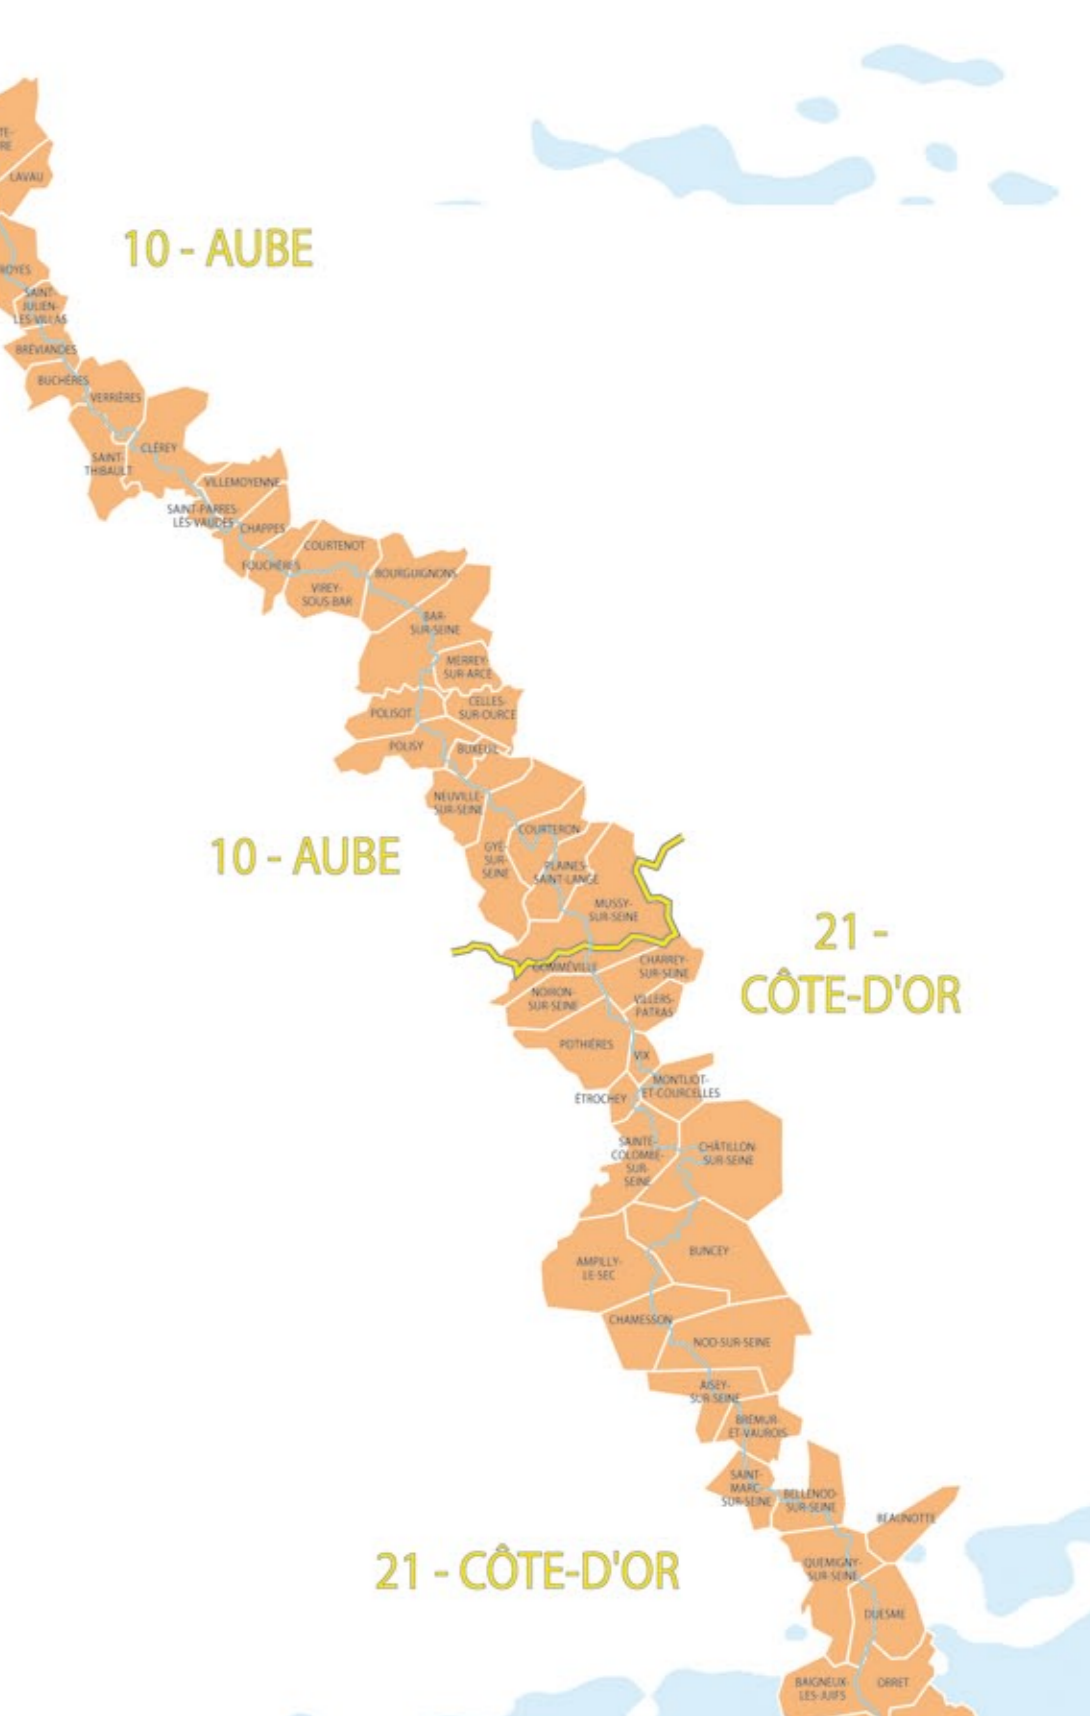 TE-
RE
LAVAU
10 - AUBE
ROYES
SAINT-
JULIEN-
LES-VILLAS
BRÉVIANDES
BUCHÈRES
VERRIÈRES
CLÉREY
SAINT-
THIBAULT
VILLEMOYENNE
SAINT-PARRES-
LÈS-VAUDES
CHAPPES
COURTENOT
FOUCHÈRES
BOURGUIGNONS
VIREY-
SOUS-BAR
BAR-
SUR-SEINE
MERREY-
SUR-ARCE
CELLES-
SUR-OURCE
POLISOT
POLISY
BUXEUIL
NEUVILLE-
SUR-SEINE
COURTERON
10 - AUBE
GYÉ-
SUR-
SEINE
PLAINES-
SAINT-LANGE
MUSSY-
SUR-SEINE
21 -
CÔTE-D'OR
GOMMÉVILLE
CHARREY-
SUR-SEINE
NOIRON-
SUR-SEINE
VILLERS-
PATRAS
POTHIÈRES
VIX
MONTLIOT-
ET-COURCELLES
ÉTROCHEY
SAINTE-
COLOMBE-
SUR-
SEINE
CHÂTILLON-
SUR-SEINE
BUNCEY
AMPILLY-
LE-SEC
CHAMESSON
NOD-SUR-SEINE
AISEY-
SUR-SEINE
BRÉMUR-
ET-VAUROIS
SAINT-
MARC-
SUR-SEINE
BELLENOD-
SUR-SEINE
BEAUNOTTE
21 - CÔTE-D'OR
QUEMIGNY-
SUR-SEINE
DUESME
BAIGNEUX-
LES-JUIFS
ORRET